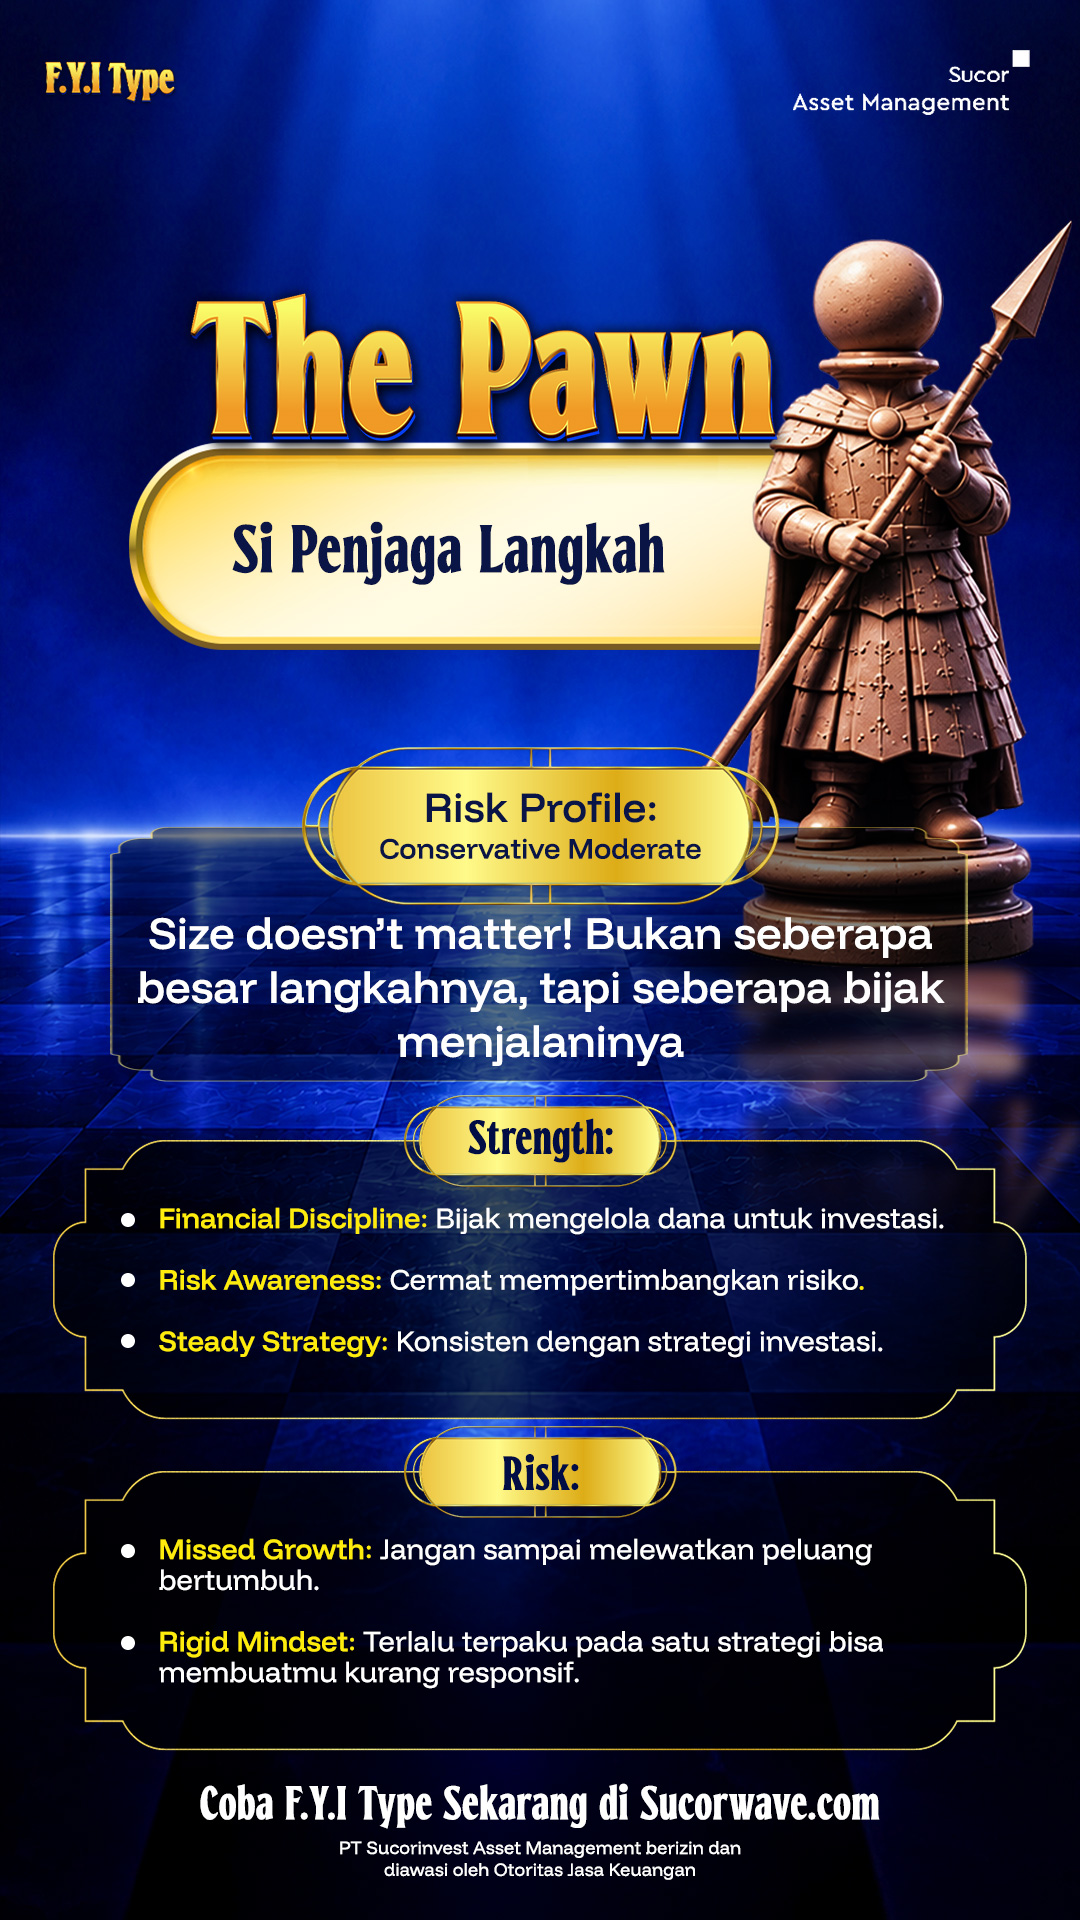 F.Y.I Type
Sucor
Asset Management
The Pawn
Si Penjaga Langkah
Risk Profile:
Conservative Moderate
Size doesn't matter! Bukan seberapa
besar langkahnya, tapi seberapa bijak
menjalaninya
Strength:
• Financial Discipline: Bijak mengelola dana untuk investasi.
• Risk Awareness: Cermat mempertimbangkan risiko.
• Steady Strategy: Konsisten dengan strategi investasi.
Risk:
• Missed Growth: Jangan sampai melewatkan peluang
bertumbuh.
• Rigid Mindset: Terlalu terpaku pada satu strategi bisa
membuatmu kurang responsif.
Coba F.Y.I Type Sekarang di Sucorwave.com
PT Sucorinvest Asset Management berizin dan
diawasi oleh Otoritas Jasa Keuangan